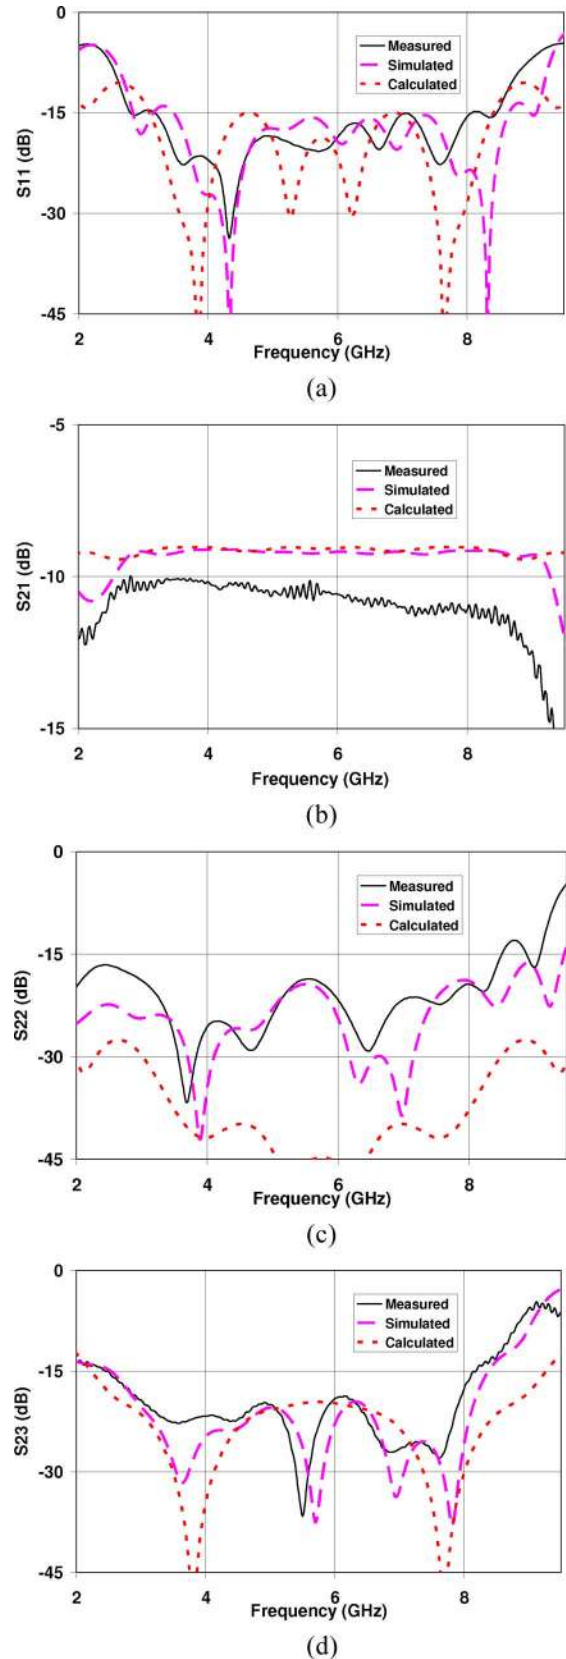 0
-15
-30
-45
S11 (dB)
Measured
Simulated
Calculated
2 4 6 8
Frequency (GHz)
(a)
-5
-10
-15
S21 (dB)
Measured
Simulated
Calculated
2 4 6 8
Frequency (GHz)
(b)
0
-15
-30
-45
S22 (dB)
Measured
Simulated
Calculated
2 4 6 8
Frequency (GHz)
(c)
0
-15
-30
-45
S23 (dB)
Measured
Simulated
Calculated
2 4 6 8
Frequency (GHz)
(d)